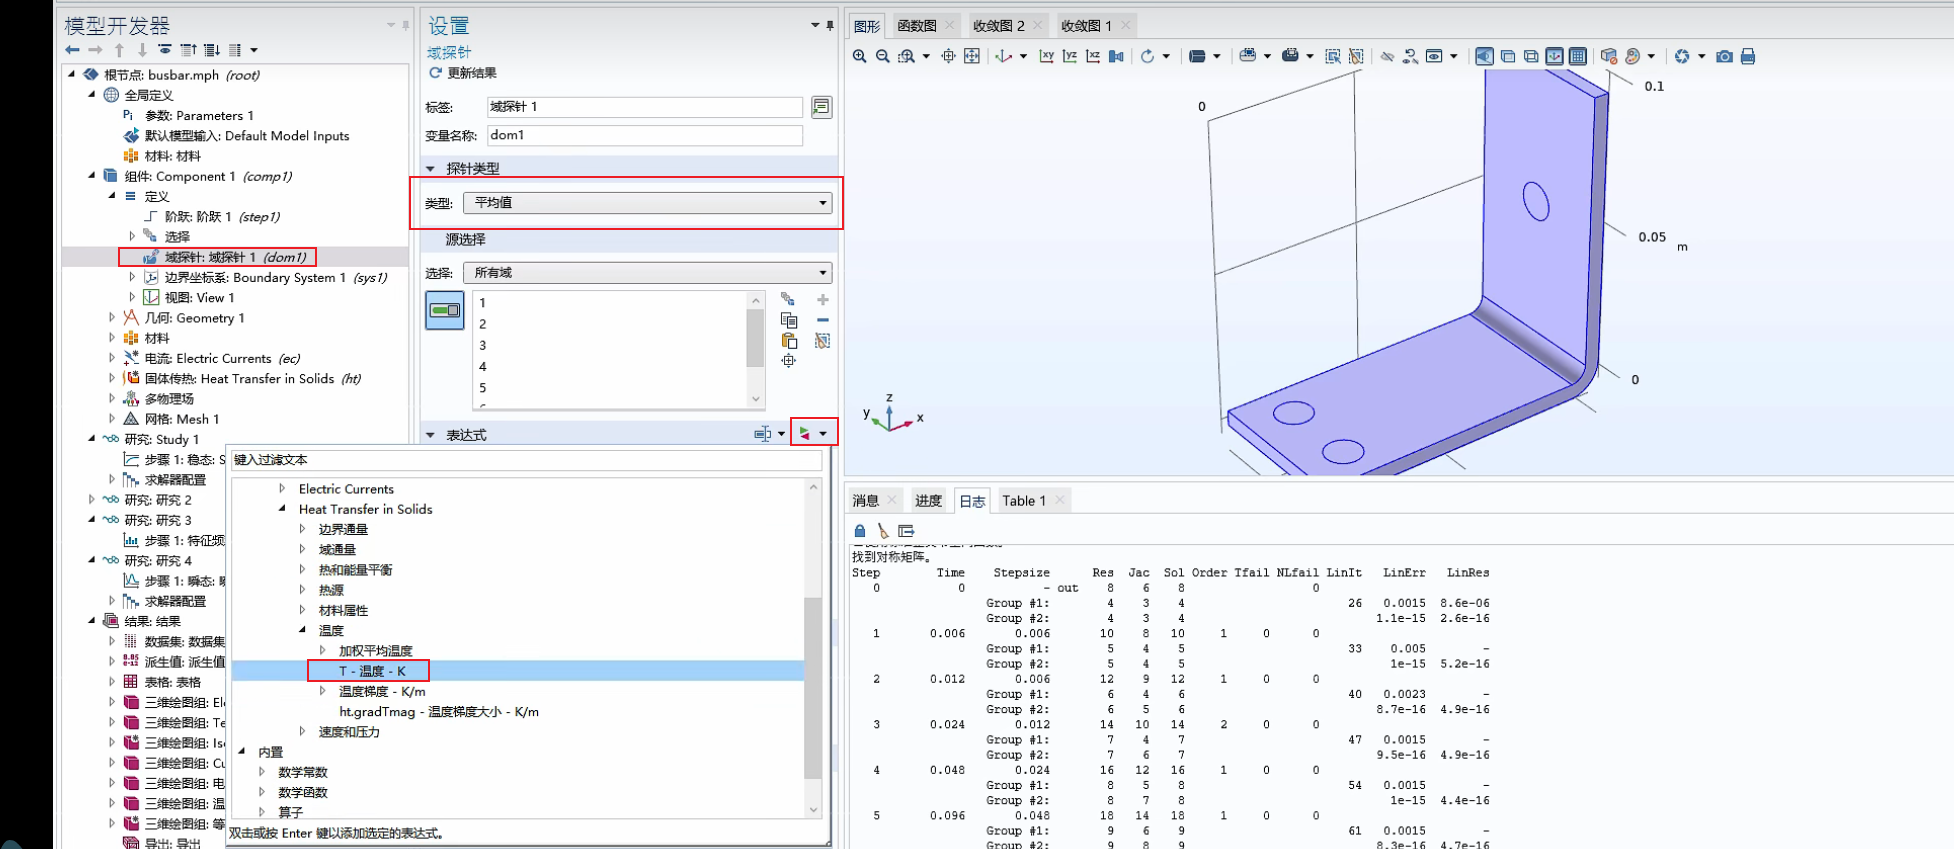 模型开发器
根节点: busbar.mph (root)
全局定义
Pi 参数: Parameters 1
默认模型输入: Default Model Inputs
材料: 材料
组件: Component 1 (comp1)
定义
阶跃: 阶跃 1 (step1)
选择
域探针: 域探针 1 (dom1)
边界坐标系: Boundary System 1 (sys1)
视图: View 1
几何: Geometry 1
材料
电流: Electric Currents (ec)
固体传热: Heat Transfer in Solids (ht)
多物理场
网格: Mesh 1
研究: Study 1
步骤 1: 稳态: S
求解器配置
研究: 研究 2
研究: 研究 3
步骤 1: 特征频
研究: 研究 4
步骤 1: 瞬态: 瞬
求解器配置
结果: 结果
数据集: 数据集
派生值: 派生值
表格: 表格
三维绘图组: Ele
三维绘图组: Te
三维绘图组: Iso
三维绘图组: Cu
三维绘图组: 电
三维绘图组: 温
三维绘图组: 等
导出: 导出
设置
域探针
更新结果
标签: 域探针 1
变量名称: dom1
探针类型
类型: 平均值
源选择
选择: 所有域
1
2
3
4
5
表达式
键入过滤文本
Electric Currents
Heat Transfer in Solids
边界通量
域通量
热和能量平衡
热源
材料属性
温度
加权平均温度
T - 温度 - K
温度梯度 - K/m
ht.gradTmag - 温度梯度大小 - K/m
速度和压力
内置
数学常数
数学函数
算子
双击或按 Enter 键以添加选定的表达式。
图形 函数图 收敛图 2 收敛图 1
xy yz xz
0
0.1
0.05
m
0
z
y
x
消息 进度 日志 Table 1
找到对称矩阵。
Step Time Stepsize Res Jac Sol Order Tfail NLfail LinIt LinErr LinRes
0 0 - out 8 6 8 0
Group #1: 4 3 4 26 0.0015 8.6e-06
Group #2: 4 3 4 1.1e-15 2.6e-16
1 0.006 0.006 10 8 10 1 0 0
Group #1: 5 4 5 33 0.005 -
Group #2: 5 4 5 1e-15 5.2e-16
2 0.012 0.006 12 9 12 1 0 0
Group #1: 6 4 6 40 0.0023 -
Group #2: 6 5 6 8.7e-16 4.9e-16
3 0.024 0.012 14 10 14 2 0 0
Group #1: 7 4 7 47 0.0015 -
Group #2: 7 6 7 9.5e-16 4.9e-16
4 0.048 0.024 16 12 16 1 0 0
Group #1: 8 5 8 54 0.0015 -
Group #2: 8 7 8 1e-15 4.4e-16
5 0.096 0.048 18 14 18 1 0 0
Group #1: 9 6 9 61 0.0015 -
Group #2: 9 8 9 8.3e-16 4.7e-16